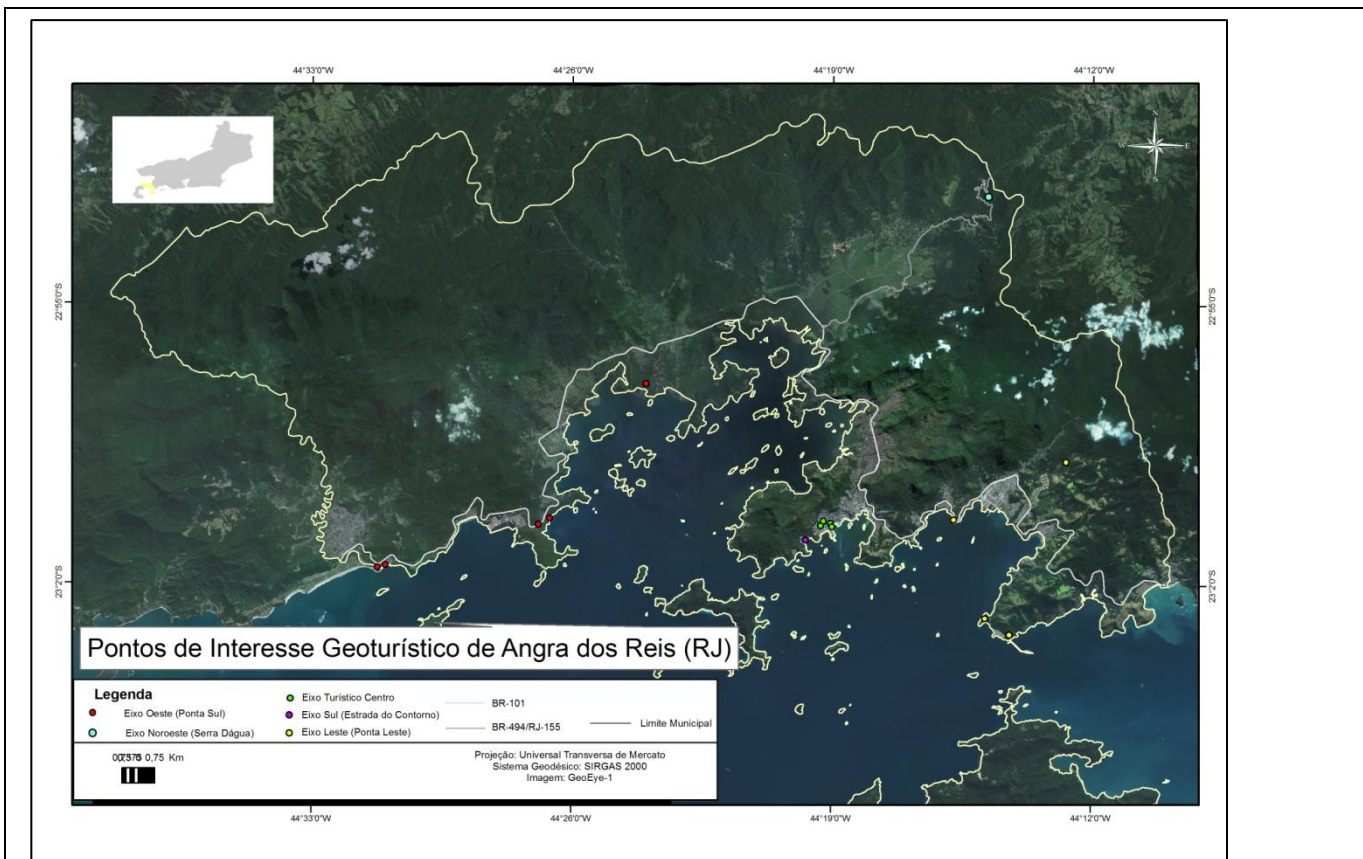 44°33'0"W 44°26'0"W 44°19'0"W 44°12'0"W
N
W E
S
22°55'0"S 22°55'0"S
23°2'0"S 23°2'0"S
Pontos de Interesse Geoturístico de Angra dos Reis (RJ)
Legenda
Eixo Oeste (Ponta Sul)
Eixo Noroeste (Serra Dágua)
Eixo Turístico Centro
Eixo Sul (Estrada do Contorno)
Eixo Leste (Ponta Leste)
BR-101
BR-494/RJ-155
Limite Municipal
0,75 Km
Projeção: Universal Transversa de Mercato
Sistema Geodésico: SIRGAS 2000
Imagem: GeoEye-1
44°33'0"W 44°26'0"W 44°19'0"W 44°12'0"W